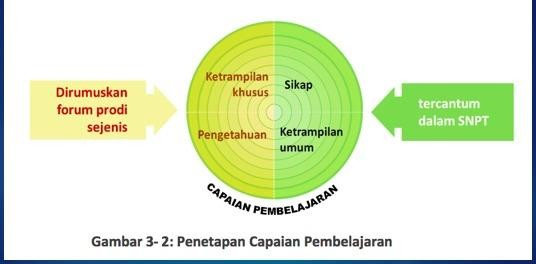 Dirumuskan
forum prodi
sejenis
Ketrampilan
khusus
Sikap
Pengetahuan
Ketrampilan
umum
tercantum
dalam SNPT
CAPAIAN PEMBELAJARAN
Gambar 3- 2: Penetapan Capaian Pembelajaran